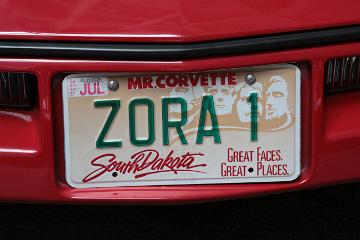 JUL
MR. CORVETTE
ZORA 1
South Dakota
GREAT FACES.
GREAT PLACES.